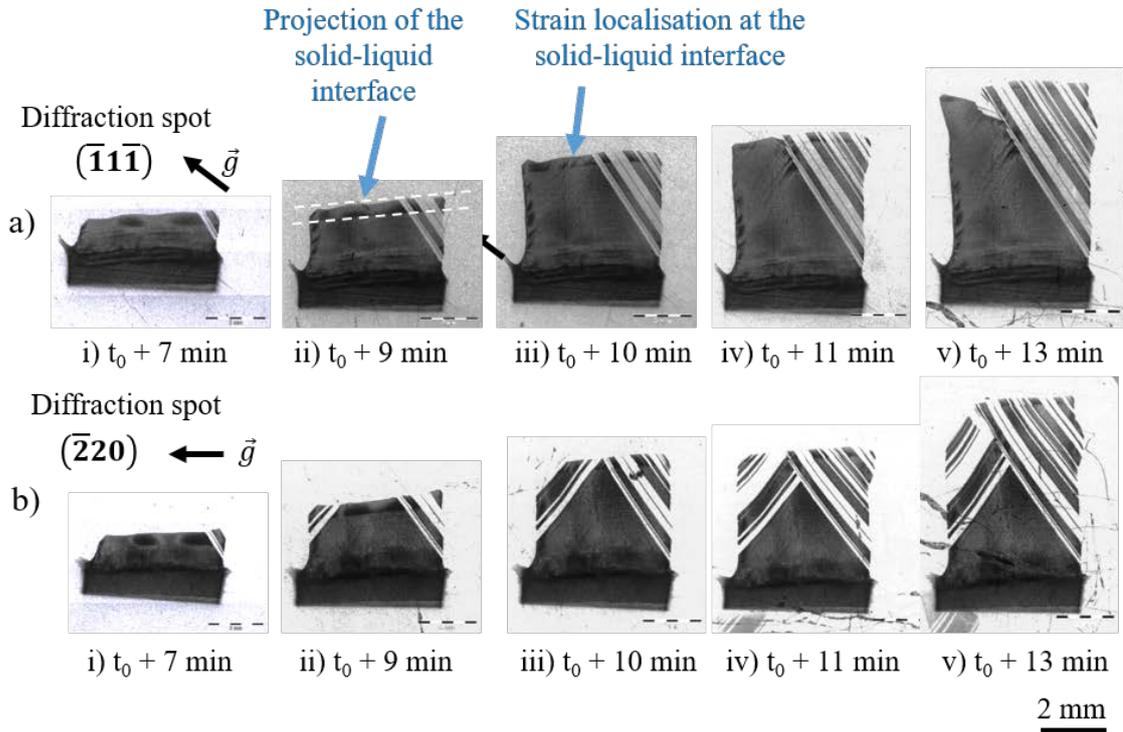 Projection of the
solid-liquid
interface
Strain localisation at the
solid-liquid interface
Diffraction spot
(1̅11̅)
g⃗
a)
i) t₀ + 7 min
ii) t₀ + 9 min
iii) t₀ + 10 min
iv) t₀ + 11 min
v) t₀ + 13 min
Diffraction spot
(2̅20)
g⃗
b)
i) t₀ + 7 min
ii) t₀ + 9 min
iii) t₀ + 10 min
iv) t₀ + 11 min
v) t₀ + 13 min
2 mm